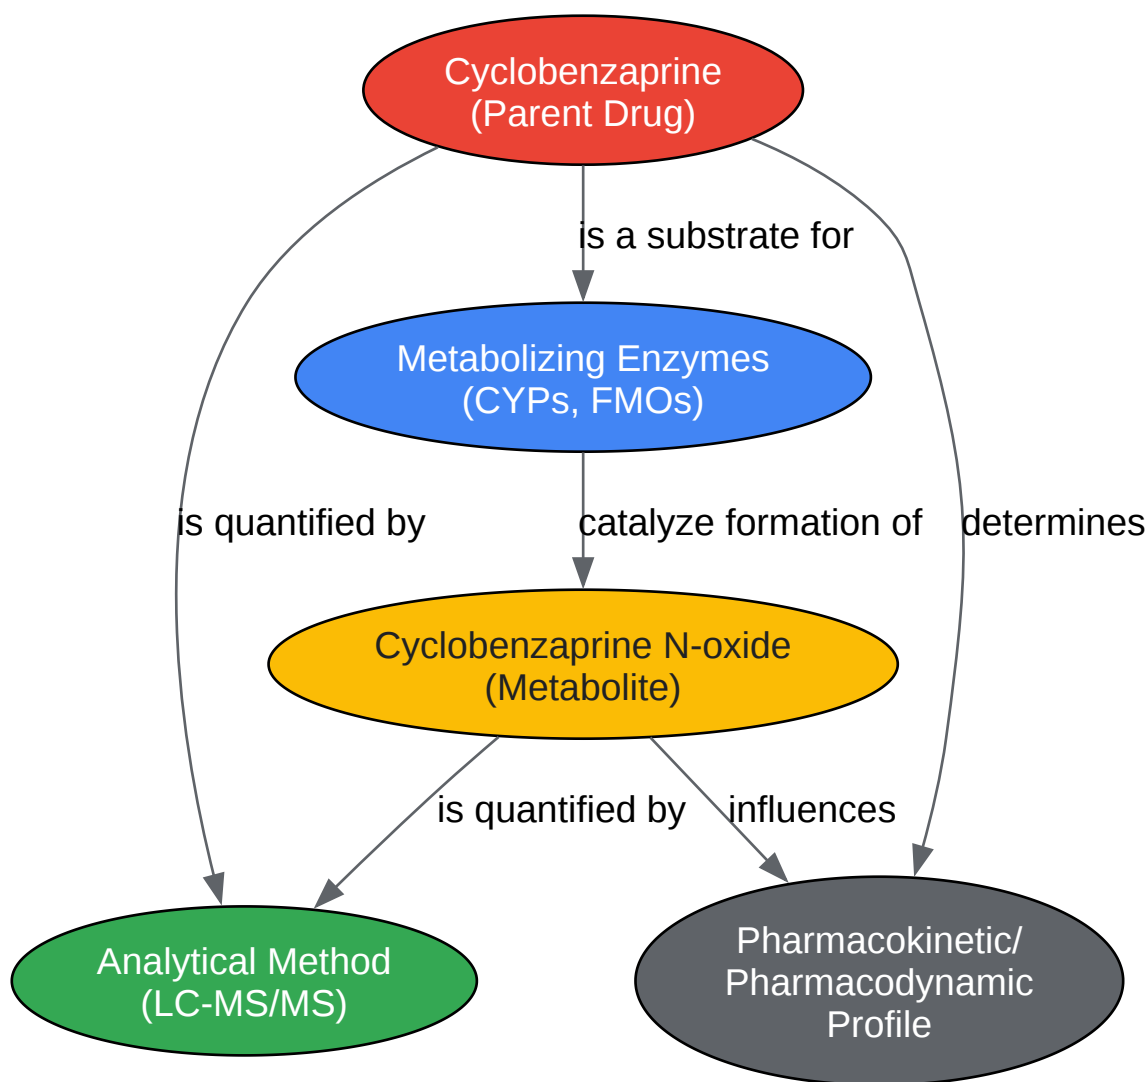 Cyclobenzaprine
(Parent Drug)
is a substrate for
Metabolizing Enzymes
(CYPs, FMOs)
is quantified by
catalyze formation of
determines
Cyclobenzaprine N-oxide
(Metabolite)
is quantified by
influences
Analytical Method
(LC-MS/MS)
Pharmacokinetic/
Pharmacodynamic
Profile